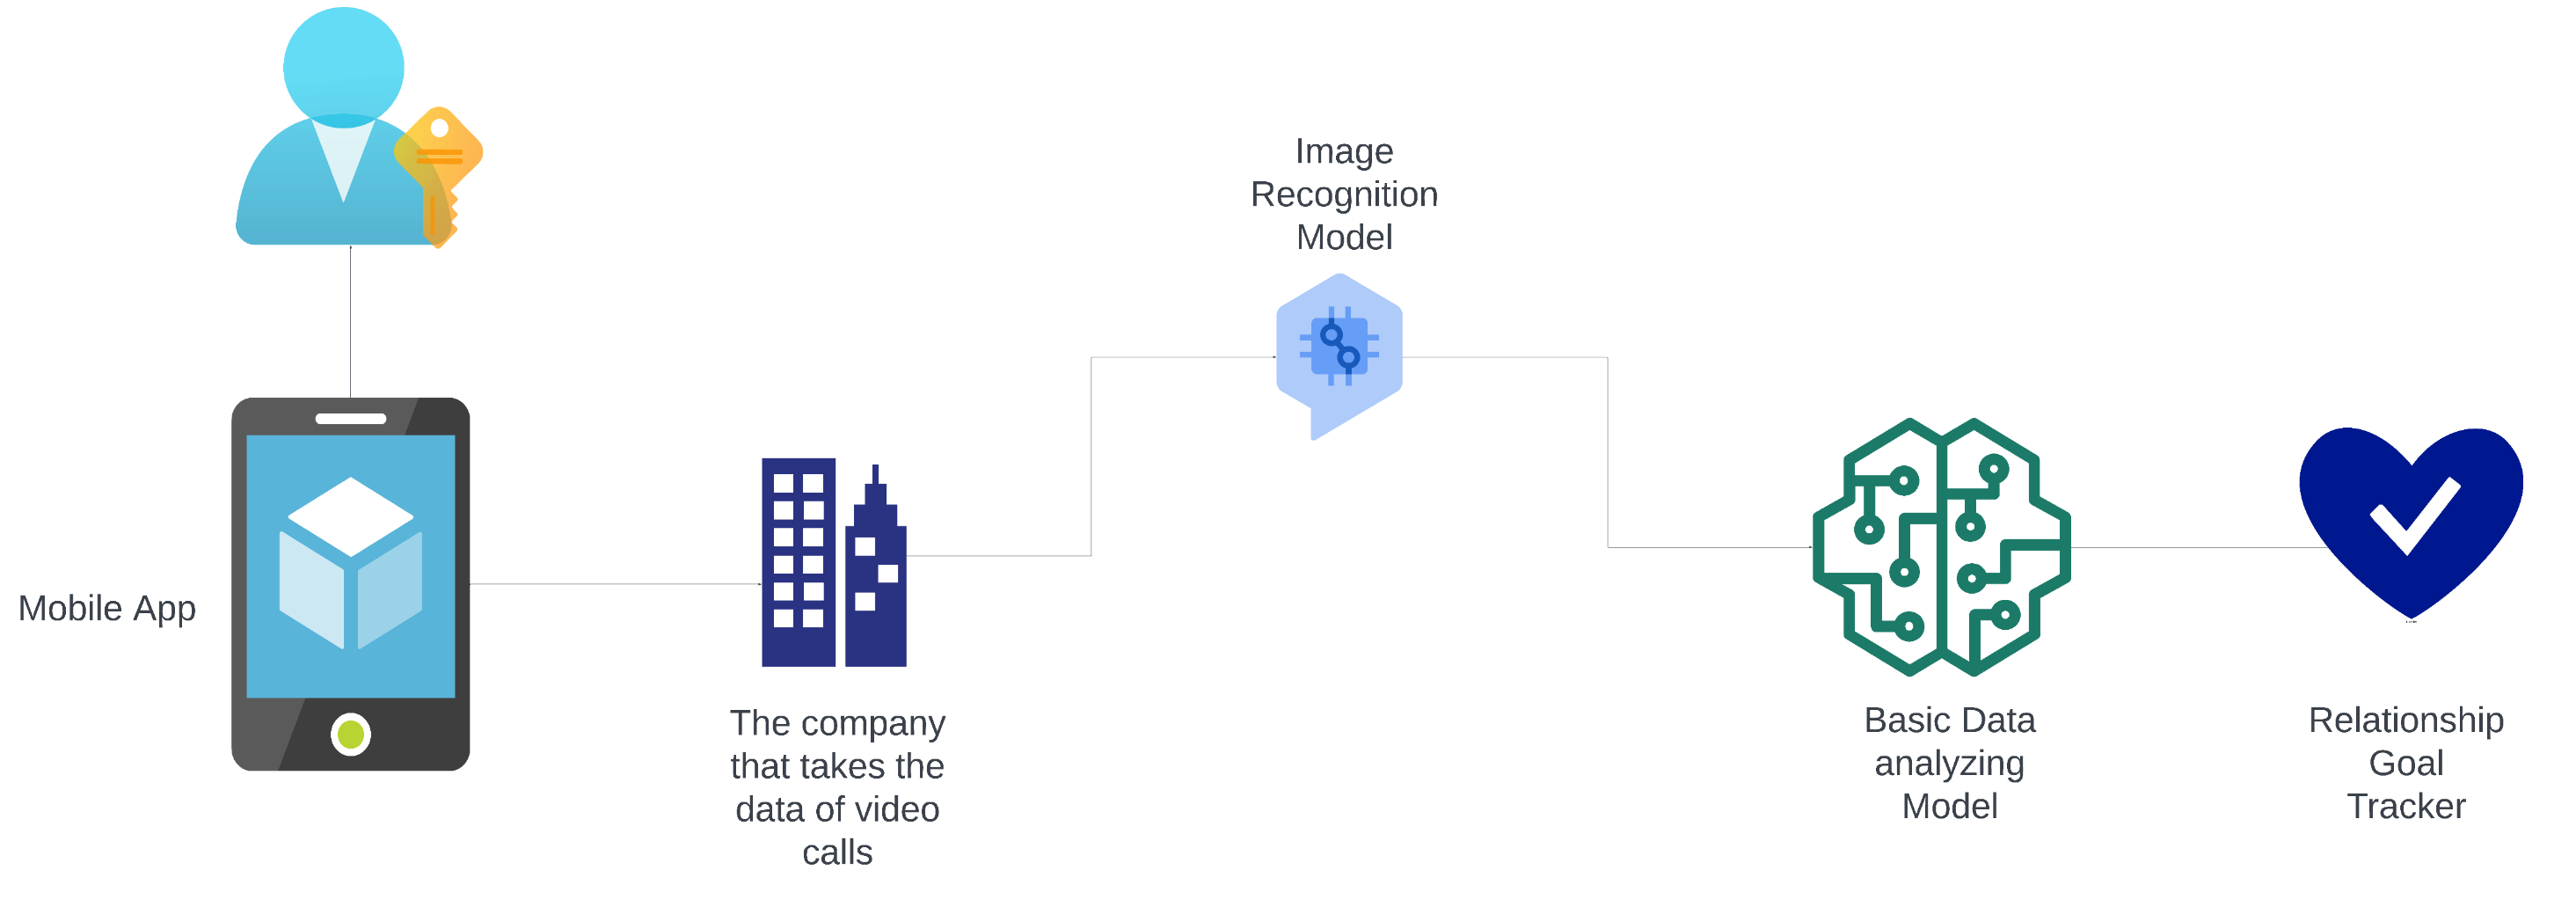 Image
Recognition
Model
Mobile App
The company
that takes the
data of video
calls
Basic Data
analyzing
Model
Relationship
Goal
Tracker